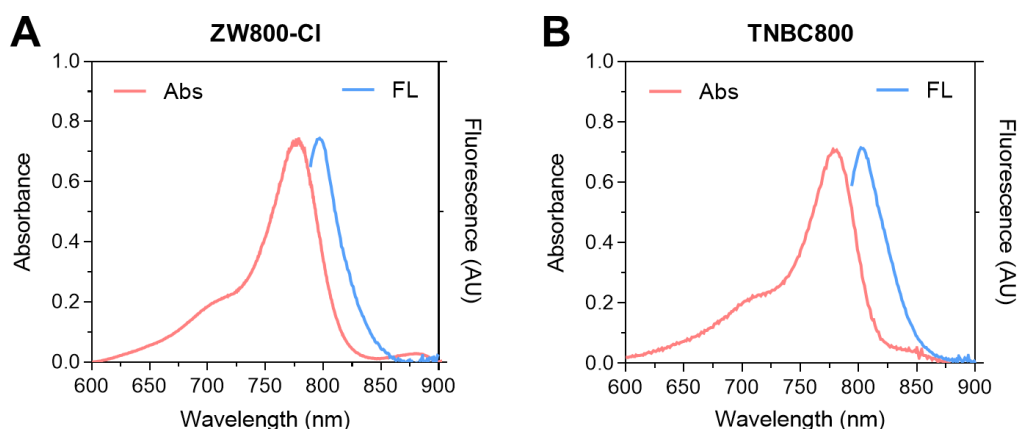 A
ZW800-Cl
Abs
FL
1.0
0.8
0.6
0.4
0.2
0.0
Absorbance
Fluorescence (AU)
600
650
700
750
800
850
900
Wavelength (nm)
B
TNBC800
Abs
FL
1.0
0.8
0.6
0.4
0.2
0.0
Absorbance
Fluorescence (AU)
600
650
700
750
800
850
900
Wavelength (nm)